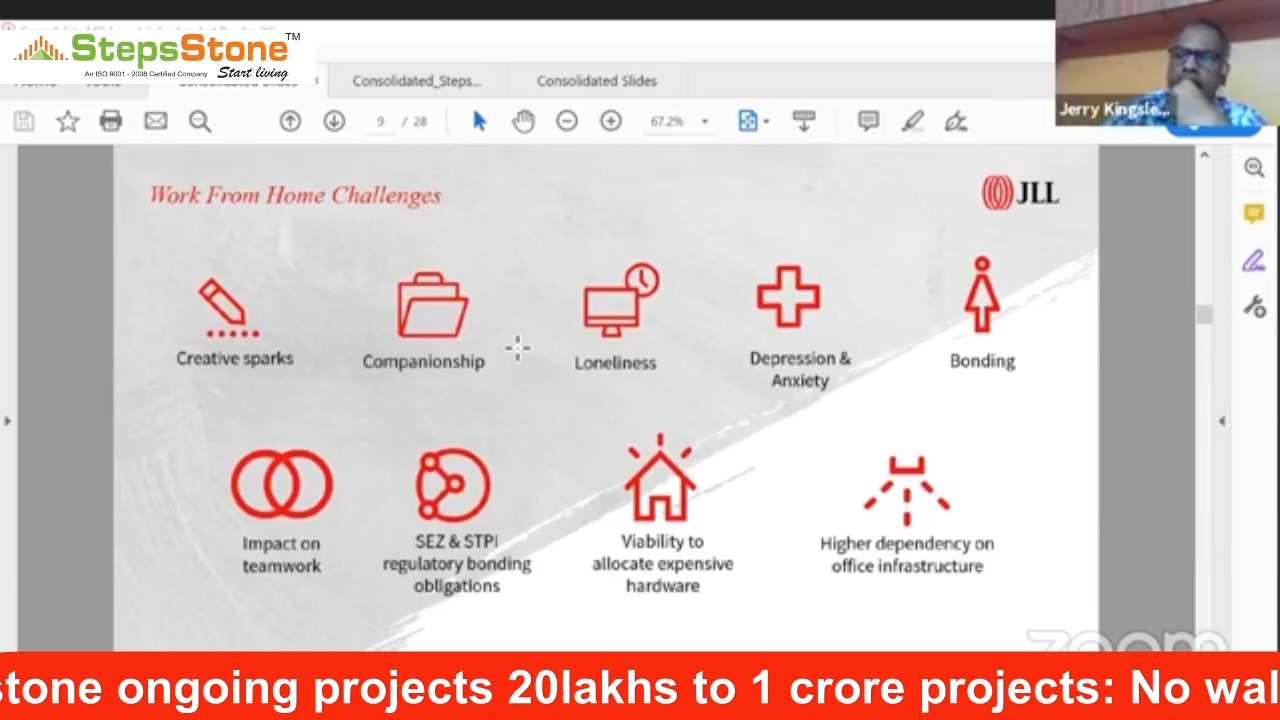 StepsStone™
An ISO 9001 - 2008 Certified Company Start living
Consolidated_Steps...
Consolidated Slides
9 / 28
67.2%
Jerry Kingsle...
Work From Home Challenges
JLL
Creative sparks
Companionship
Loneliness
Depression &
Anxiety
Bonding
Impact on
teamwork
SEZ & STPI
regulatory bonding
obligations
Viability to
allocate expensive
hardware
Higher dependency on
office infrastructure
zoom
stone ongoing projects 20lakhs to 1 crore projects: No wal